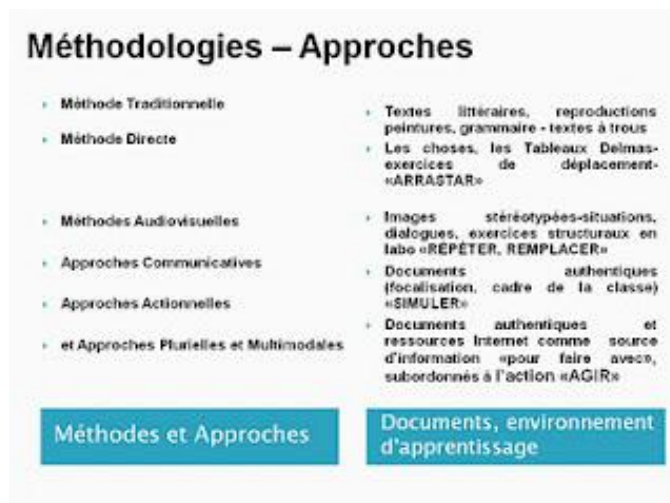 Méthodologies – Approches
Méthode Traditionnelle
Méthode Directe
Méthodes Audiovisuelles
Approches Communicatives
Approches Actionnelles
et Approches Plurielles et Multimodales
Textes littéraires, reproductions
peintures, grammaire - textes à trous
Les choses, les Tableaux Delmas-
exercices de déplacement-
«ARRASTAR»
Images stéréotypées-situations,
dialogues, exercices structuraux en
labo «RÉPÉTER, REMPLACER»
Documents authentiques
(focalisation, cadre de la classe)
«SIMULER»
Documents authentiques et
ressources Internet comme source
d'information «pour faire avec»,
subordonnés à l'action «AGIR»
Méthodes et Approches
Documents, environnement
d'apprentissage